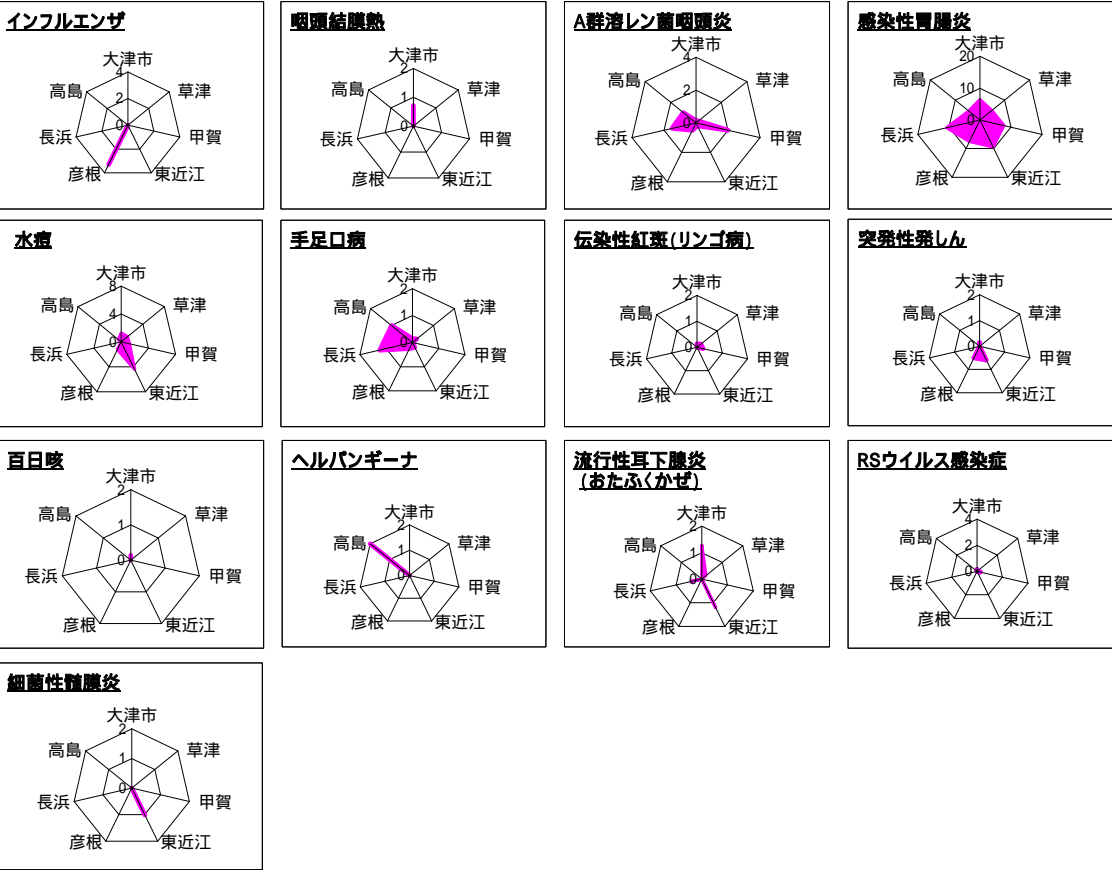 インフルエンザ
大津市
4
2
0
草津
甲賀
東近江
彦根
長浜
高島
咽頭結膜熱
大津市
2
1
0
草津
甲賀
東近江
彦根
長浜
高島
A群溶レン菌咽頭炎
大津市
4
2
0
草津
甲賀
東近江
彦根
長浜
高島
感染性胃腸炎
大津市
20
10
0
草津
甲賀
東近江
彦根
長浜
高島
水痘
大津市
8
4
0
草津
甲賀
東近江
彦根
長浜
高島
手足口病
大津市
2
1
0
草津
甲賀
東近江
彦根
長浜
高島
伝染性紅斑(リンゴ病)
大津市
2
1
0
草津
甲賀
東近江
彦根
長浜
高島
突発性発しん
大津市
2
1
0
草津
甲賀
東近江
彦根
長浜
高島
百日咳
大津市
2
1
0
草津
甲賀
東近江
彦根
長浜
高島
ヘルパンギーナ
大津市
2
1
0
草津
甲賀
東近江
彦根
長浜
高島
流行性耳下腺炎
(おたふくかぜ)
大津市
2
1
0
草津
甲賀
東近江
彦根
長浜
高島
RSウイルス感染症
大津市
4
2
0
草津
甲賀
東近江
彦根
長浜
高島
細菌性髄膜炎
大津市
2
1
0
草津
甲賀
東近江
彦根
長浜
高島